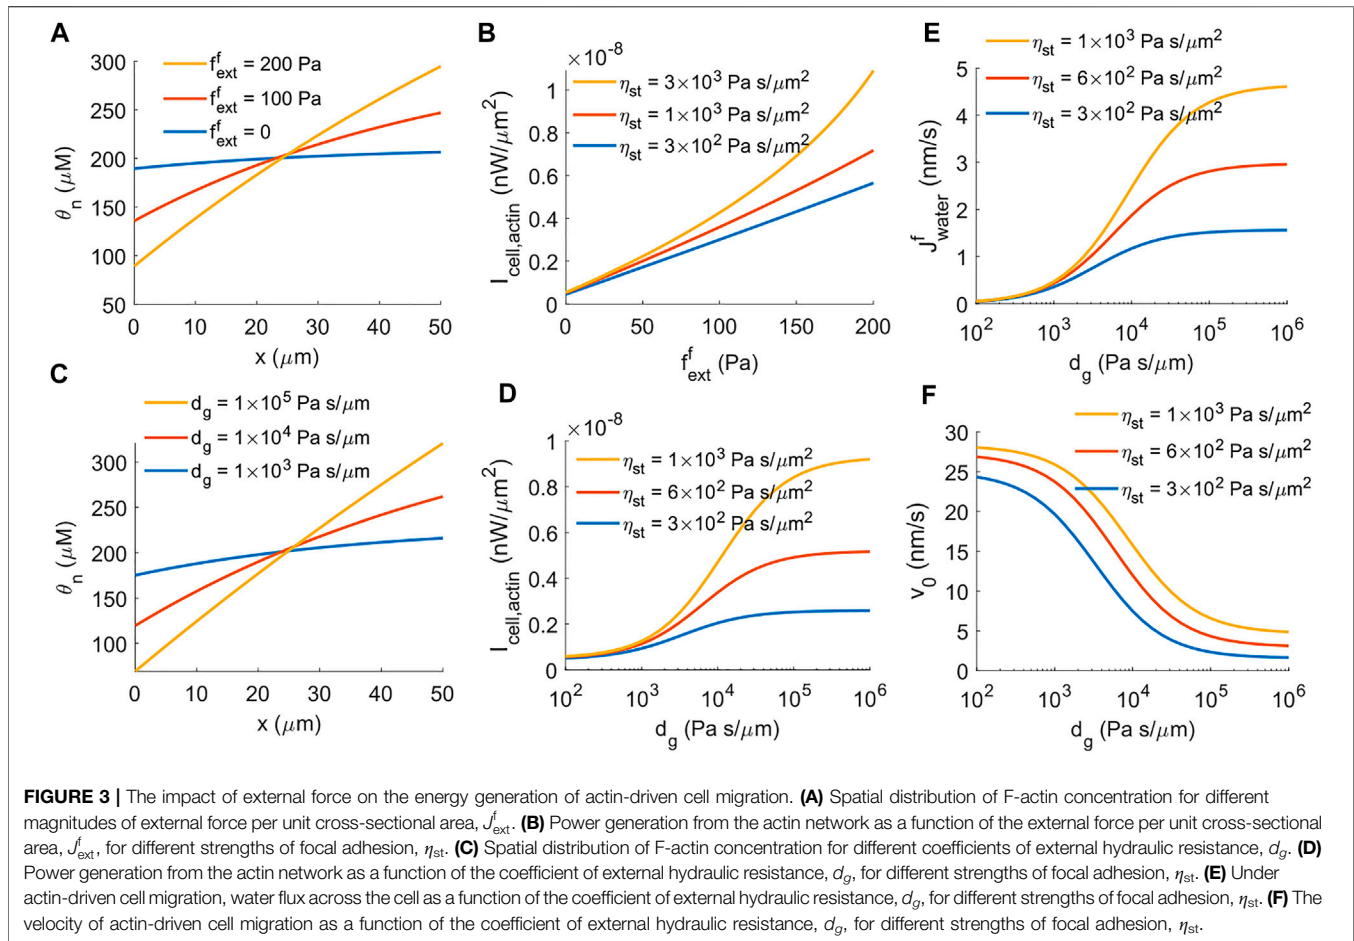 A
f^f_ext = 200 Pa
f^f_ext = 100 Pa
f^f_ext = 0
300
250
200
150
100
50
θ_n (μM)
0 10 20 30 40 50
x (μm)
B
×10^-8
η_st = 3×10^3 Pa s/μm^2
η_st = 1×10^3 Pa s/μm^2
η_st = 3×10^2 Pa s/μm^2
1
0.8
0.6
0.4
0.2
0
I_cell,actin (nW/μm^2)
0 50 100 150 200
f^f_ext (Pa)
E
η_st = 1×10^3 Pa s/μm^2
η_st = 6×10^2 Pa s/μm^2
η_st = 3×10^2 Pa s/μm^2
5
4
3
2
1
0
J^f_water (nm/s)
10^2 10^3 10^4 10^5 10^6
d_g (Pa s/μm)
C
d_g = 1×10^5 Pa s/μm
d_g = 1×10^4 Pa s/μm
d_g = 1×10^3 Pa s/μm
300
250
200
150
100
θ_n (μM)
0 10 20 30 40 50
x (μm)
D
×10^-8
η_st = 1×10^3 Pa s/μm^2
η_st = 6×10^2 Pa s/μm^2
η_st = 3×10^2 Pa s/μm^2
1
0.8
0.6
0.4
0.2
0
I_cell,actin (nW/μm^2)
10^2 10^3 10^4 10^5 10^6
d_g (Pa s/μm)
F
η_st = 1×10^3 Pa s/μm^2
η_st = 6×10^2 Pa s/μm^2
η_st = 3×10^2 Pa s/μm^2
30
25
20
15
10
5
0
v_0 (nm/s)
10^2 10^3 10^4 10^5 10^6
d_g (Pa s/μm)
FIGURE 3 | The impact of external force on the energy generation of actin-driven cell migration. (A) Spatial distribution of F-actin concentration for different
magnitudes of external force per unit cross-sectional area, J^f_ext. (B) Power generation from the actin network as a function of the external force per unit cross-sectional
area, J^f_ext, for different strengths of focal adhesion, η_st. (C) Spatial distribution of F-actin concentration for different coefficients of external hydraulic resistance, d_g. (D)
Power generation from the actin network as a function of the coefficient of external hydraulic resistance, d_g, for different strengths of focal adhesion, η_st. (E) Under
actin-driven cell migration, water flux across the cell as a function of the coefficient of external hydraulic resistance, d_g, for different strengths of focal adhesion, η_st. (F) The
velocity of actin-driven cell migration as a function of the coefficient of external hydraulic resistance, d_g, for different strengths of focal adhesion, η_st.